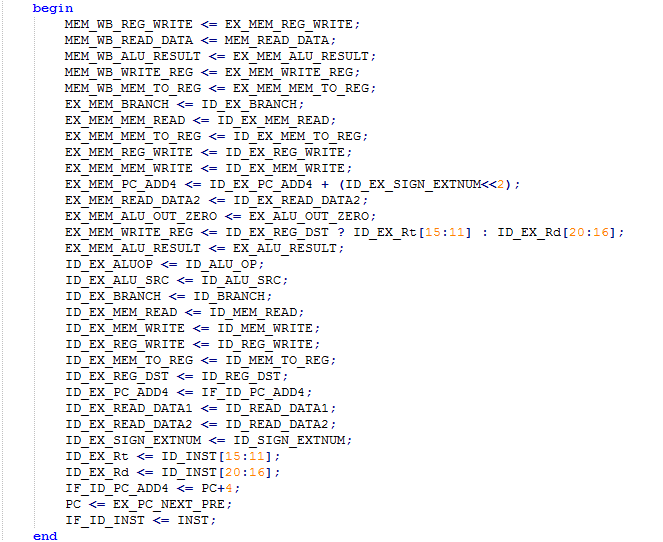 begin
MEM_WB_REG_WRITE <= EX_MEM_REG_WRITE;
MEM_WB_READ_DATA <= MEM_READ_DATA;
MEM_WB_ALU_RESULT <= EX_MEM_ALU_RESULT;
MEM_WB_WRITE_REG <= EX_MEM_WRITE_REG;
MEM_WB_MEM_TO_REG <= EX_MEM_MEM_TO_REG;
EX_MEM_BRANCH <= ID_EX_BRANCH;
EX_MEM_MEM_READ <= ID_EX_MEM_READ;
EX_MEM_MEM_TO_REG <= ID_EX_MEM_TO_REG;
EX_MEM_REG_WRITE <= ID_EX_REG_WRITE;
EX_MEM_MEM_WRITE <= ID_EX_MEM_WRITE;
EX_MEM_PC_ADD4 <= ID_EX_PC_ADD4 + (ID_EX_SIGN_EXTNUM<<2);
EX_MEM_READ_DATA2 <= ID_EX_READ_DATA2;
EX_MEM_ALU_OUT_ZERO <= EX_ALU_OUT_ZERO;
EX_MEM_WRITE_REG <= ID_EX_REG_DST ? ID_EX_Rt[15:11] : ID_EX_Rd[20:16];
EX_MEM_ALU_RESULT <= EX_ALU_RESULT;
ID_EX_ALUOP <= ID_ALU_OP;
ID_EX_ALU_SRC <= ID_ALU_SRC;
ID_EX_BRANCH <= ID_BRANCH;
ID_EX_MEM_READ <= ID_MEM_READ;
ID_EX_MEM_WRITE <= ID_MEM_WRITE;
ID_EX_REG_WRITE <= ID_REG_WRITE;
ID_EX_MEM_TO_REG <= ID_MEM_TO_REG;
ID_EX_REG_DST <= ID_REG_DST;
ID_EX_PC_ADD4 <= IF_ID_PC_ADD4;
ID_EX_READ_DATA1 <= ID_READ_DATA1;
ID_EX_READ_DATA2 <= ID_READ_DATA2;
ID_EX_SIGN_EXTNUM <= ID_SIGN_EXTNUM;
ID_EX_Rt <= ID_INST[15:11];
ID_EX_Rd <= ID_INST[20:16];
IF_ID_PC_ADD4 <= PC+4;
PC <= EX_PC_NEXT_PRE;
IF_ID_INST <= INST;
end